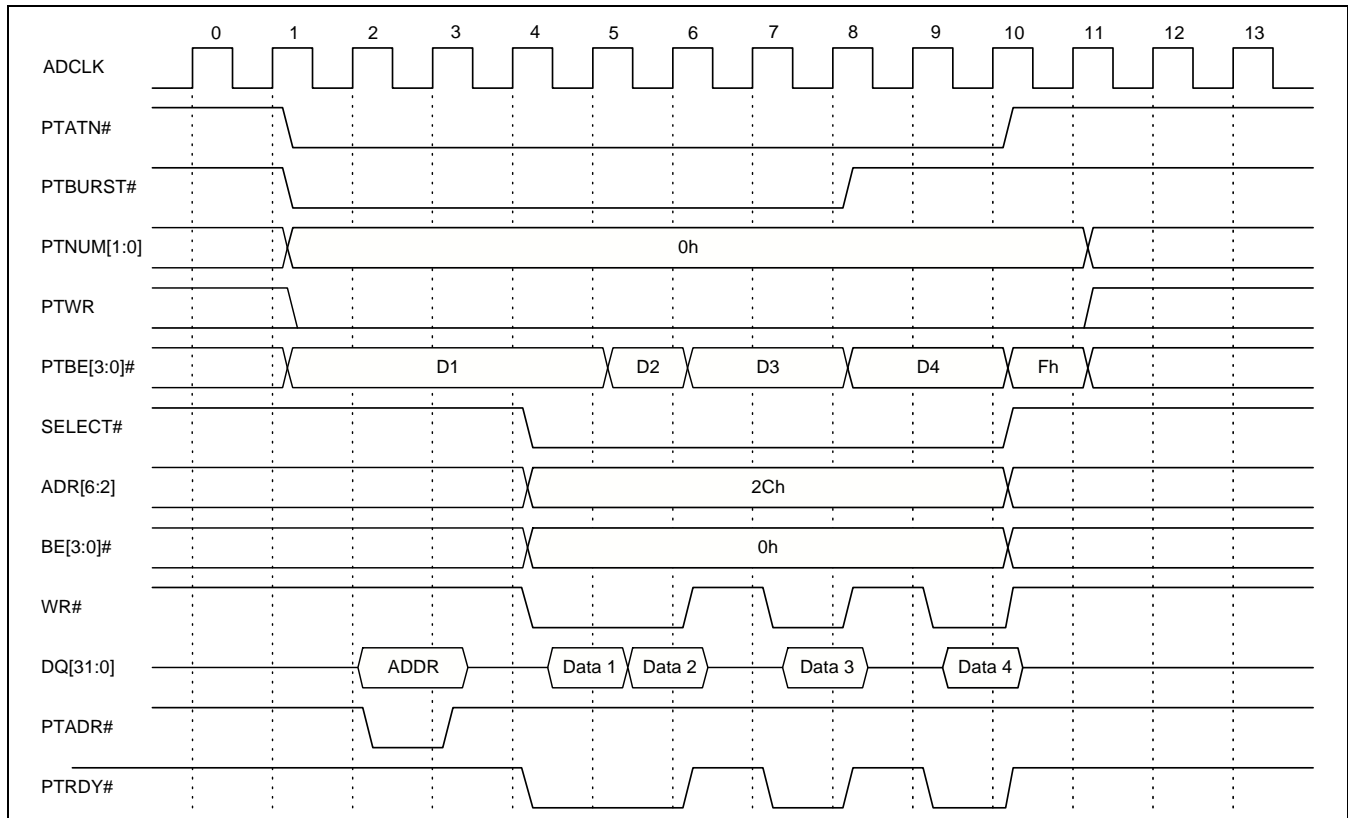 0 1 2 3 4 5 6 7 8 9 10 11 12 13
ADCLK
PTATN#
PTBURST#
PTNUM[1:0] 0h
PTWR
PTBE[3:0]# D1 D2 D3 D4 Fh
SELECT#
ADR[6:2] 2Ch
BE[3:0]# 0h
WR#
DQ[31:0] ADDR Data 1 Data 2 Data 3 Data 4
PTADR#
PTRDY#